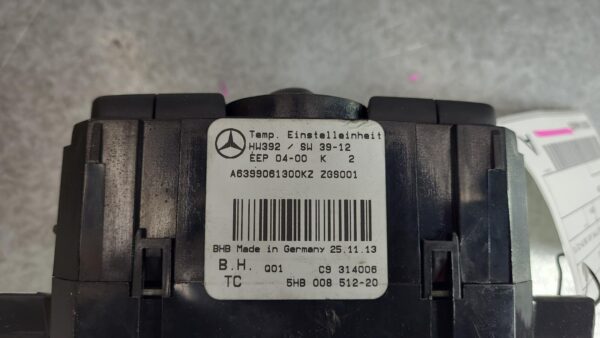 Temp. Einstelleinheit
HW392 / SW 39-12
EEP 04-00 K 2
A6399061300KZ ZGS001
BHB Made in Germany 25.11.13
B.H. Q01 C9 314006
TC 5HB 008 512-20